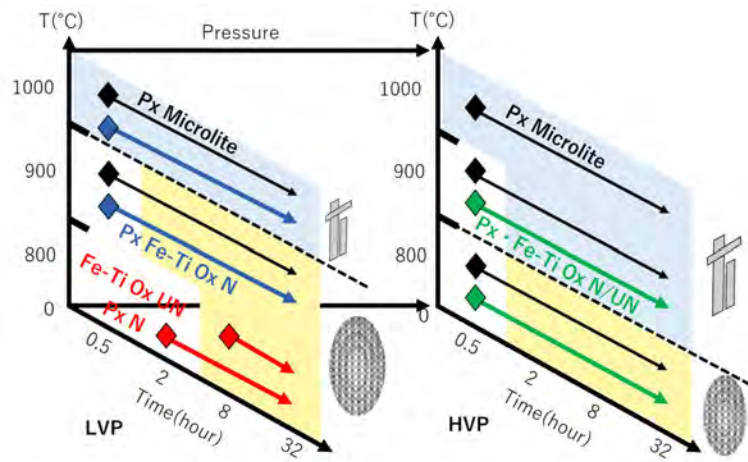 T(℃)
Pressure
T(℃)
1000
900
800
0
Px Microlite
Px Fe-Ti Ox N
Fe-Ti Ox UN
Px N
0.5
2
8
32
Time(hour)
LVP
1000
900
800
0
Px Microlite
Px・Fe-Ti Ox N/UN
0.5
2
8
32
Time(hour)
HVP